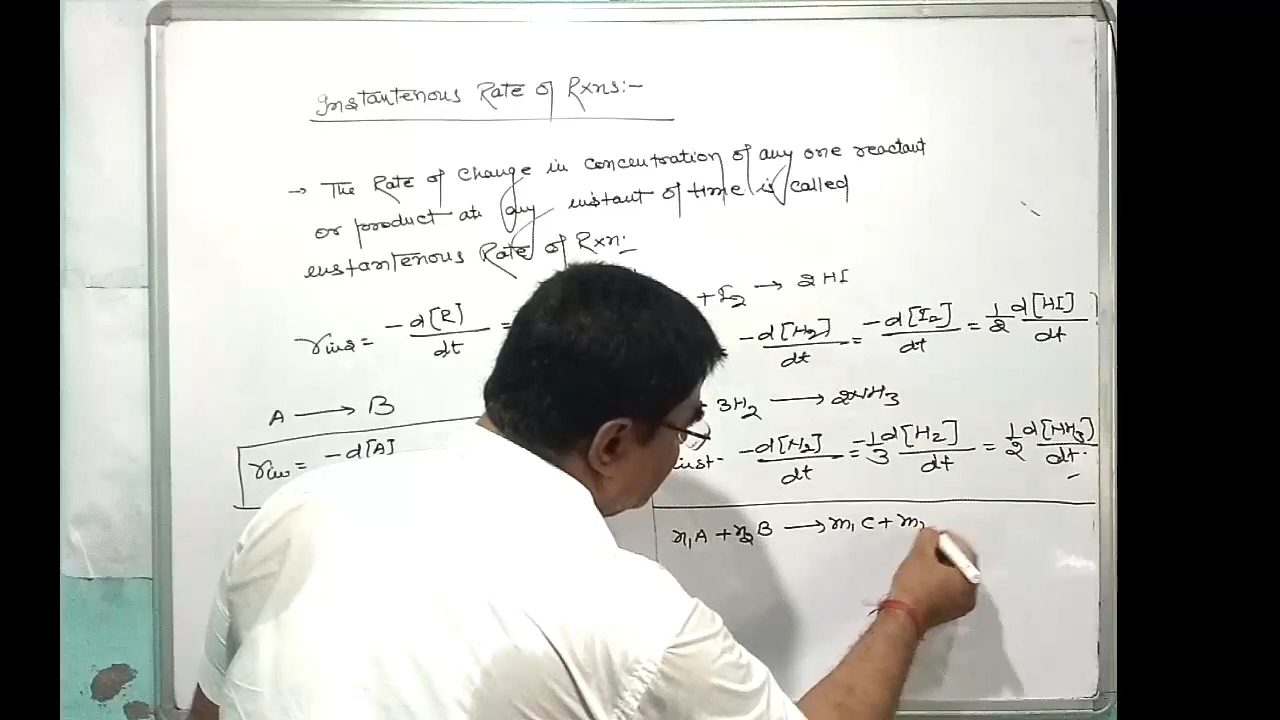 Instantenous Rate of Rxns:-
→ The Rate of change in concentration of any one reactant
or product at any instant of time is called
instantenous Rate of Rxn:
+ I₂ → 2HI
rins = -d[R]/dt =
-d[H₂]/dt = -d[I₂]/dt = 1/2 d[HI]/dt
A → B
3H₂ → 2NH₃
rin = -d[A]
inst = -d[N₂]/dt = -1/3 d[H₂]/dt = 1/2 d[NH₃]/dt.
n₁A + n₂B → m₁C + m₂